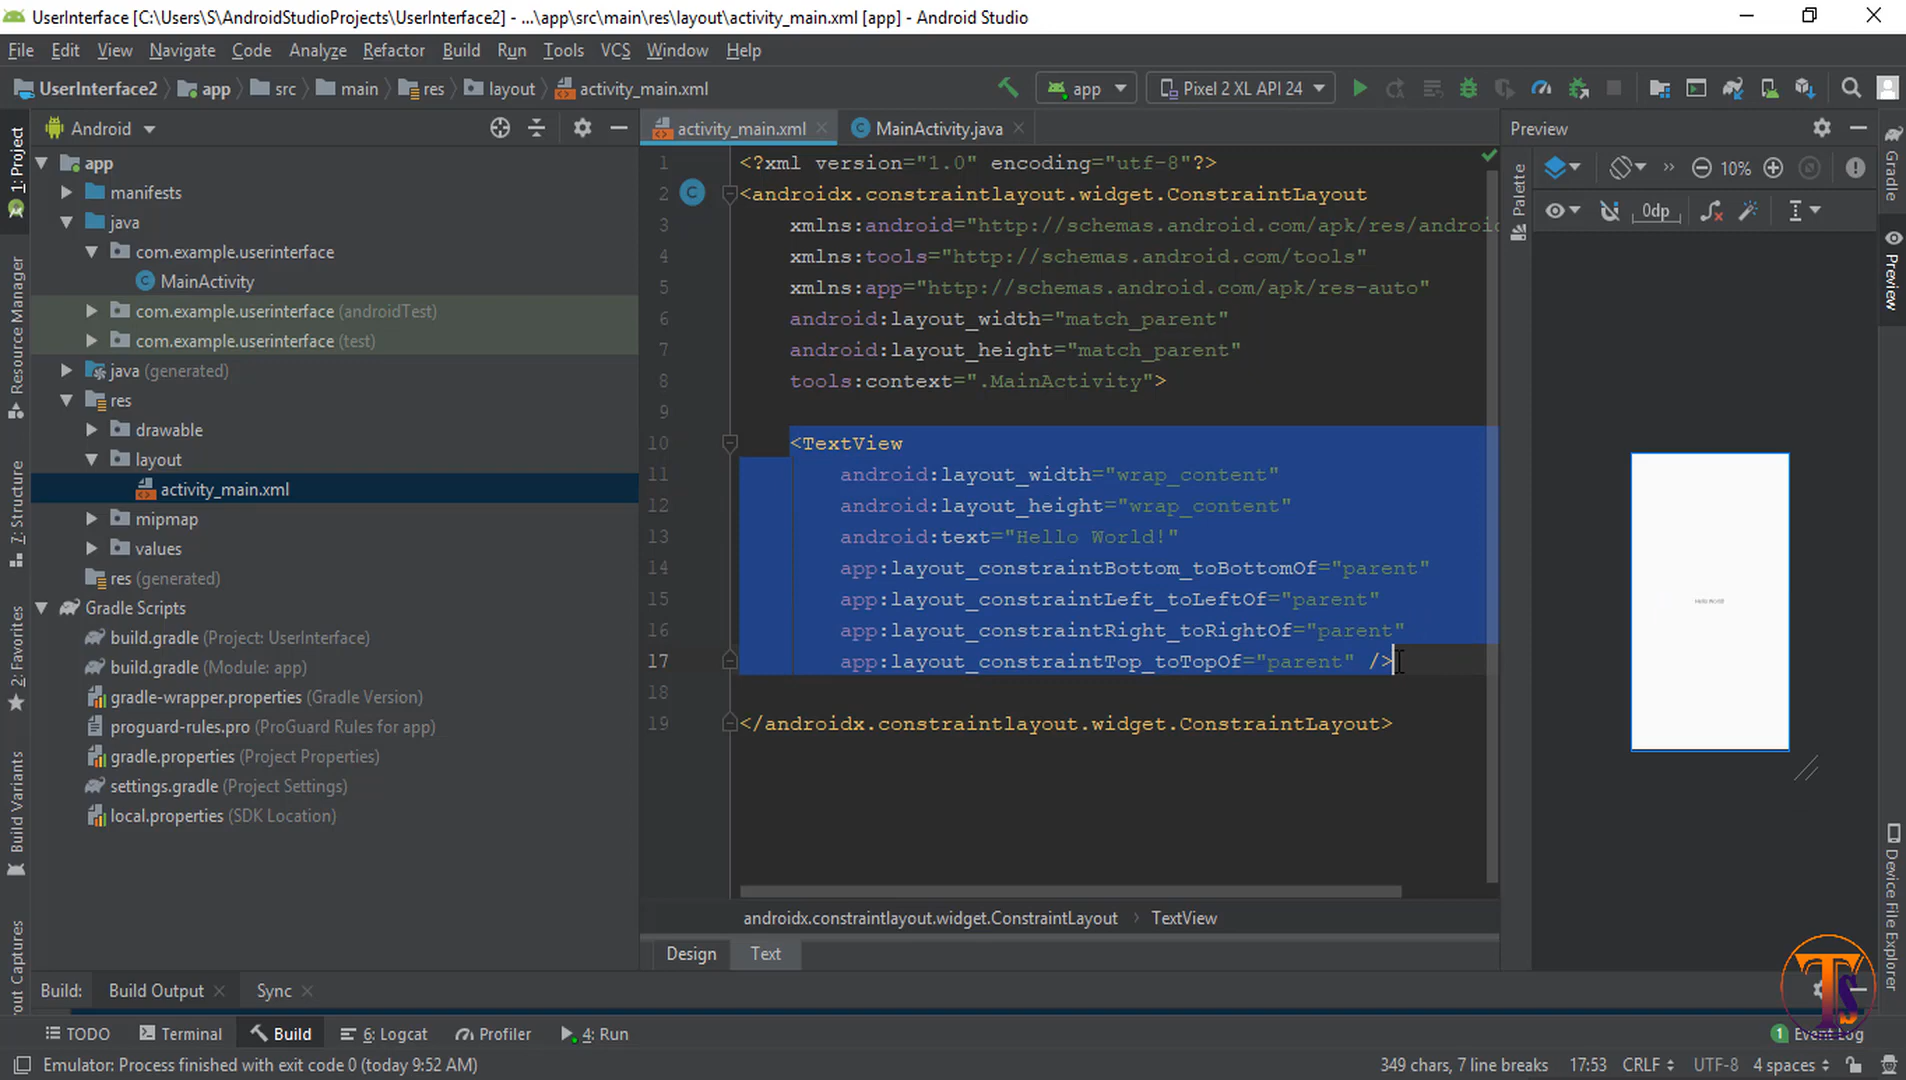 UserInterface2 [C:\Users\S\AndroidStudioProjects\UserInterface2] - ...\app\src\main\res\layout\activity_main.xml [app] - Android Studio
File Edit View Navigate Code Analyze Refactor Build Run Tools VCS Window Help
UserInterface2 app src main res layout activity_main.xml app Pixel 2 XL API 24
1: Project
Resource Manager
7: Structure
2: Favorites
Build Variants
out Captures
Android
app
manifests
java
com.example.userinterface
MainActivity
com.example.userinterface (androidTest)
com.example.userinterface (test)
java (generated)
res
drawable
layout
activity_main.xml
mipmap
values
res (generated)
Gradle Scripts
build.gradle (Project: UserInterface)
build.gradle (Module: app)
gradle-wrapper.properties (Gradle Version)
proguard-rules.pro (ProGuard Rules for app)
gradle.properties (Project Properties)
settings.gradle (Project Settings)
local.properties (SDK Location)
activity_main.xml MainActivity.java
1 <?xml version="1.0" encoding="utf-8"?>
2 <androidx.constraintlayout.widget.ConstraintLayout
3 xmlns:android="http://schemas.android.com/apk/res/androi
4 xmlns:tools="http://schemas.android.com/tools"
5 xmlns:app="http://schemas.android.com/apk/res-auto"
6 android:layout_width="match_parent"
7 android:layout_height="match_parent"
8 tools:context=".MainActivity">
9
10 <TextView
11 android:layout_width="wrap_content"
12 android:layout_height="wrap_content"
13 android:text="Hello World!"
14 app:layout_constraintBottom_toBottomOf="parent"
15 app:layout_constraintLeft_toLeftOf="parent"
16 app:layout_constraintRight_toRightOf="parent"
17 app:layout_constraintTop_toTopOf="parent" />
18
19 </androidx.constraintlayout.widget.ConstraintLayout>
androidx.constraintlayout.widget.ConstraintLayout TextView
Design Text
Preview
Palette
10%
0dp
Hello World!
Gradle
Preview
Device File Explorer
Build: Build Output Sync
TS
TODO Terminal Build 6: Logcat Profiler 4: Run 1 Event Log
Emulator: Process finished with exit code 0 (today 9:52 AM) 349 chars, 7 line breaks 17:53 CRLF UTF-8 4 spaces